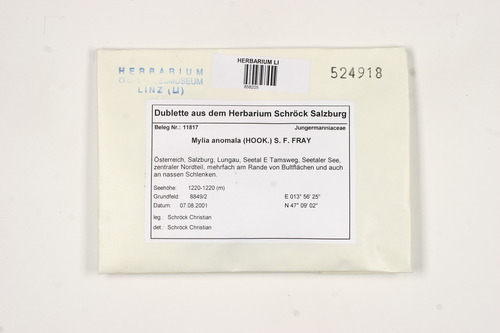 HERBARIUM
OÖ. LANDESMUSEUM
LINZ (LI)
HERBARIUM LI
858205
524918
Dublette aus dem Herbarium Schröck Salzburg
Beleg Nr.: 11817 Jungermanniaceae
Mylia anomala (HOOK.) S. F. FRAY
Österreich, Salzburg, Lungau, Seetal E Tamsweg, Seetaler See,
zentraler Nordteil, mehrfach am Rande von Bultflächen und auch
an nassen Schlenken.
Seehöhe: 1220-1220 (m)
Grundfeld: 8849/2 E 013° 56' 25"
Datum: 07.08.2001 N 47° 09' 02"
leg.: Schröck Christian
det.: Schröck Christian